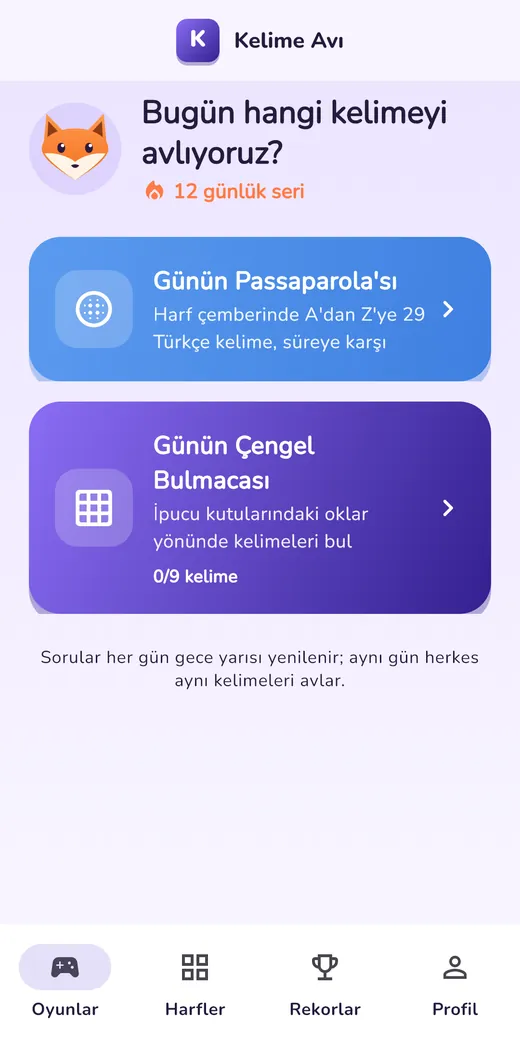 K Kelime Avı
Bugün hangi kelimeyi
avlıyoruz?
12 günlük seri
Günün Passaparola'sı
Harf çemberinde A'dan Z'ye 29
Türkçe kelime, süreye karşı
Günün Çengel
Bulmacası
İpucu kutularındaki oklar
yönünde kelimeleri bul
0/9 kelime
Sorular her gün gece yarısı yenilenir; aynı gün herkes
aynı kelimeleri avlar.
Oyunlar Harfler Rekorlar Profil